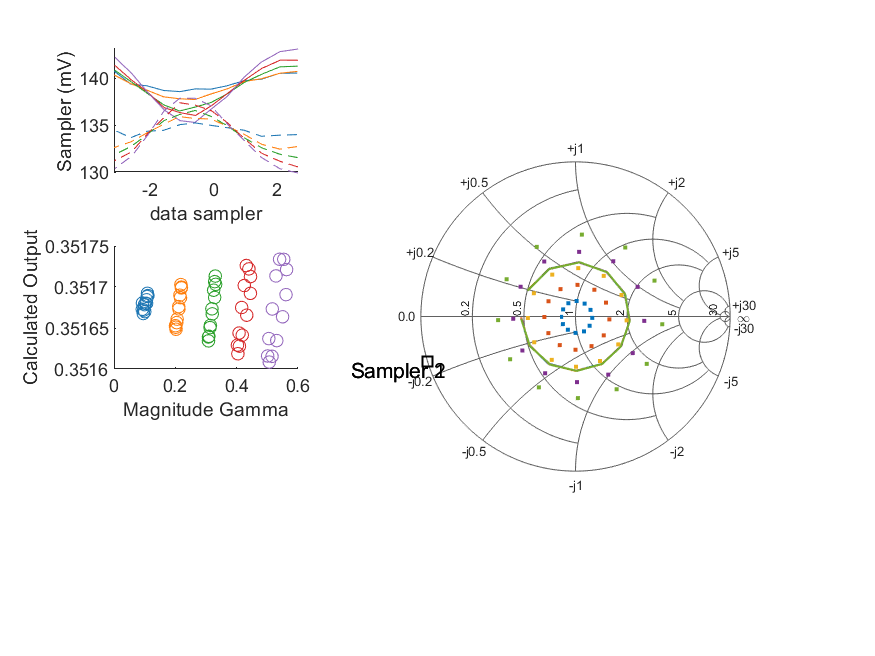 Sampler (mV)
140
135
130
-2
0
2
data sampler
Calculated Output
0.35175
0.3517
0.35165
0.3516
0
0.2
0.4
0.6
Magnitude Gamma
+j1
+j0.5
+j2
+j0.2
+j5
0.0
0.2
0.5
1
2
5
30
+j30
∞
-j30
Sampler
-0.2
-j5
-j0.5
-j2
-j1